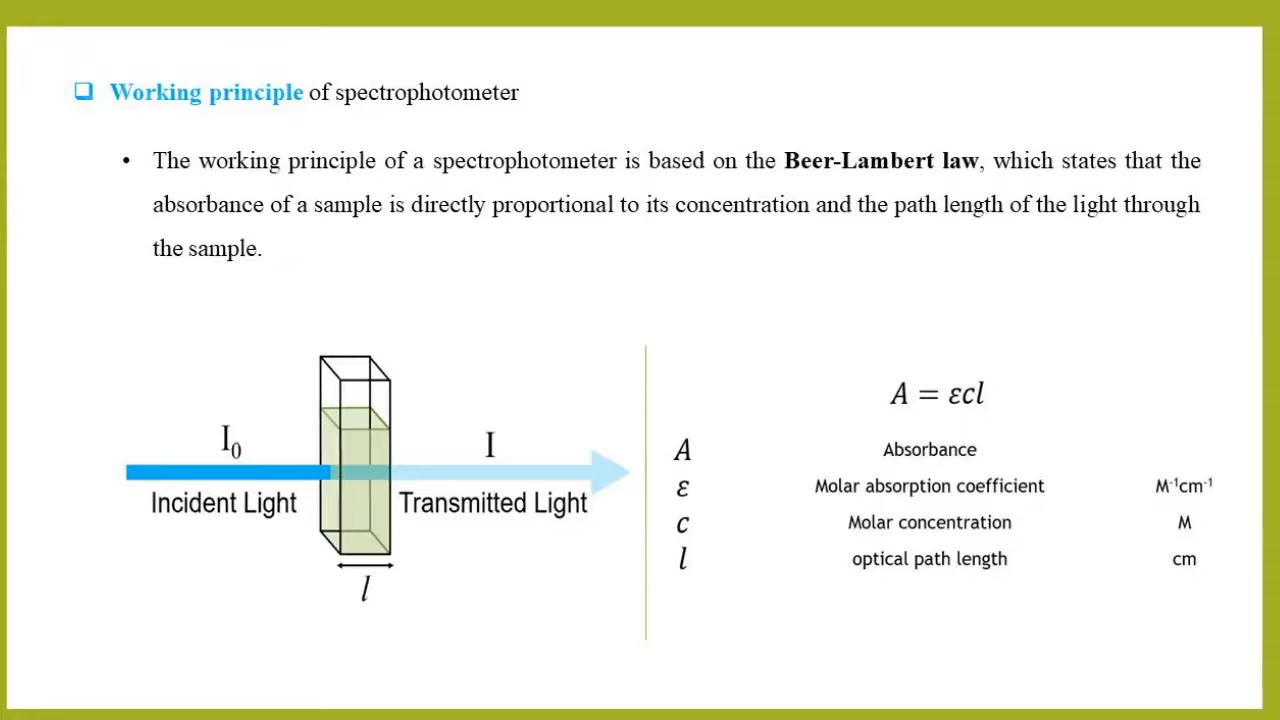 ❑ Working principle of spectrophotometer
• The working principle of a spectrophotometer is based on the Beer-Lambert law, which states that the
absorbance of a sample is directly proportional to its concentration and the path length of the light through
the sample.
I₀
I
Incident Light
Transmitted Light
l
A = εcl
A Absorbance
ε Molar absorption coefficient M⁻¹cm⁻¹
c Molar concentration M
l optical path length cm